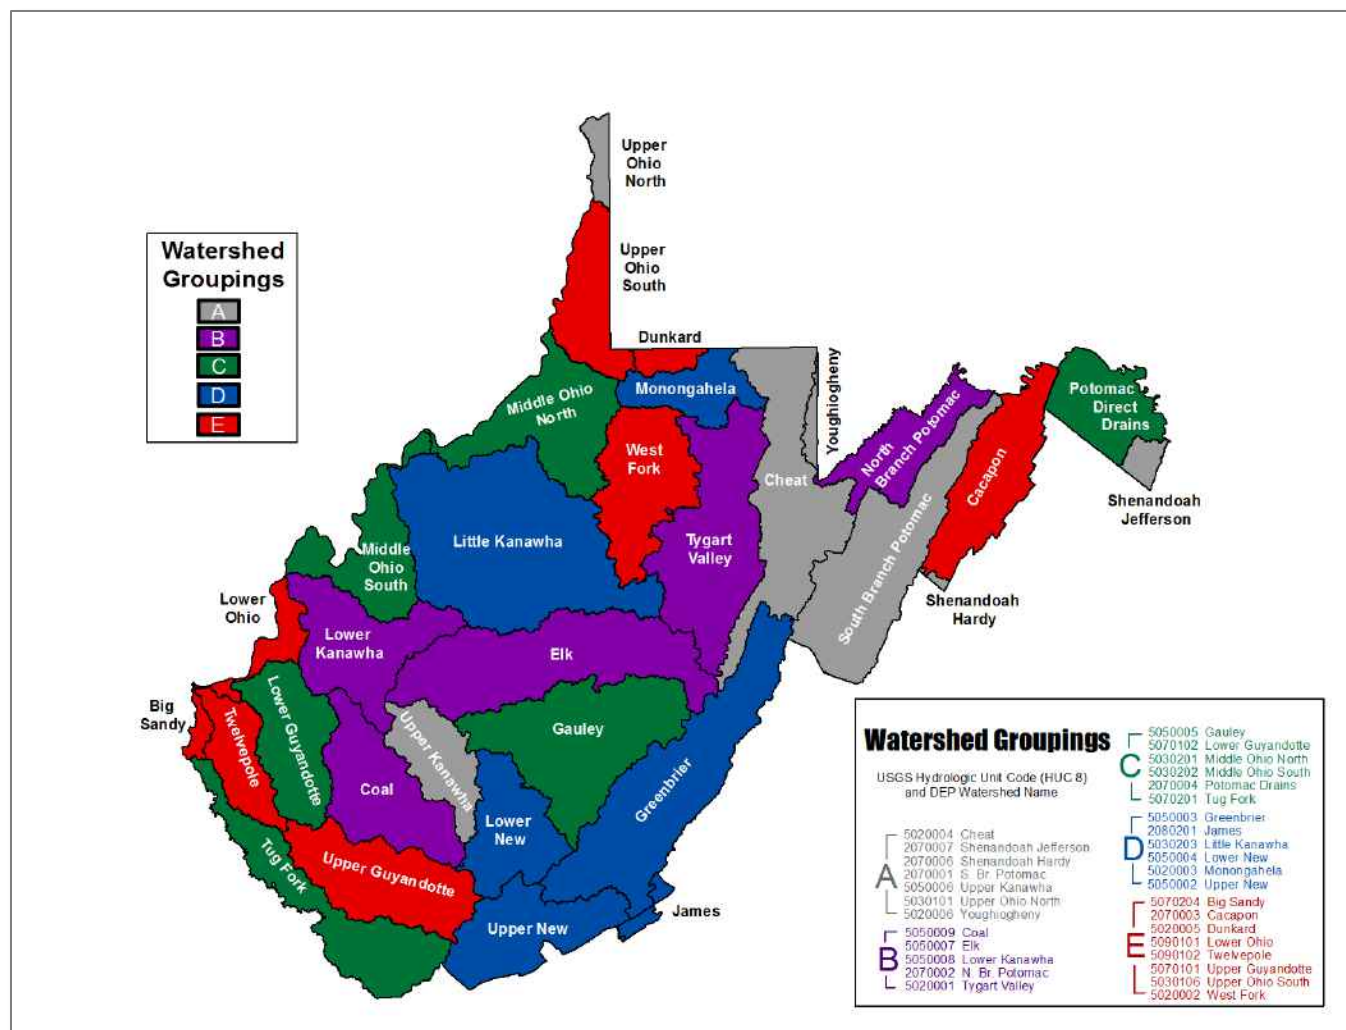 Upper
Ohio
North
Watershed
Groupings
A
B
C
D
E
Upper
Ohio
South
Dunkard
Monongahela
Youghiogheny
Middle Ohio
North
North
Branch Potomac
Potomac
Direct
Drains
West
Fork
Cheat
Cacapon
Shenandoah
Jefferson
Little Kanawha
Tygart
Valley
South Branch Potomac
Middle
Ohio
South
Shenandoah
Hardy
Lower
Ohio
Lower
Kanawha
Elk
Big
Sandy
Twelvepole
Lower Guyandotte
Upper Kanawha
Gauley
Greenbrier
Coal
Lower
New
Tug Fork
Upper Guyandotte
Upper New
James
Watershed Groupings
USGS Hydrologic Unit Code (HUC 8)
and DEP Watershed Name
A
5020004 Cheat
2070007 Shenandoah Jefferson
2070006 Shenandoah Hardy
2070001 S. Br. Potomac
5050006 Upper Kanawha
5030101 Upper Ohio North
5020006 Youghiogheny
B
5050009 Coal
5050007 Elk
5050008 Lower Kanawha
2070002 N. Br. Potomac
5020001 Tygart Valley
C
5050005 Gauley
5070102 Lower Guyandotte
5030201 Middle Ohio North
5030202 Middle Ohio South
2070004 Potomac Drains
5070201 Tug Fork
D
5050003 Greenbrier
2080201 James
5030203 Little Kanawha
5050004 Lower New
5020003 Monongahela
5050002 Upper New
E
5070204 Big Sandy
2070003 Cacapon
5020005 Dunkard
5090101 Lower Ohio
5090102 Twelvepole
5070101 Upper Guyandotte
5030106 Upper Ohio South
5020002 West Fork